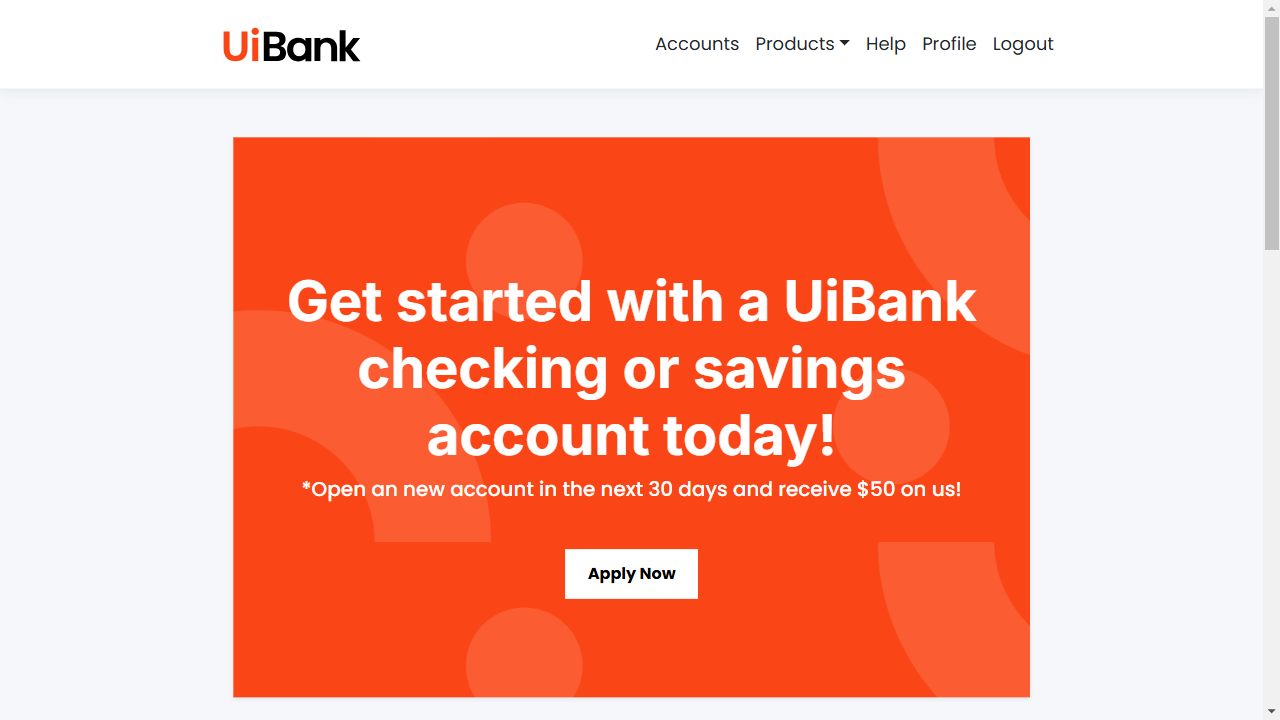 UiBank
Accounts Products Help Profile Logout
Get started with a UiBank
checking or savings
account today!
*Open an new account in the next 30 days and receive $50 on us!
Apply Now